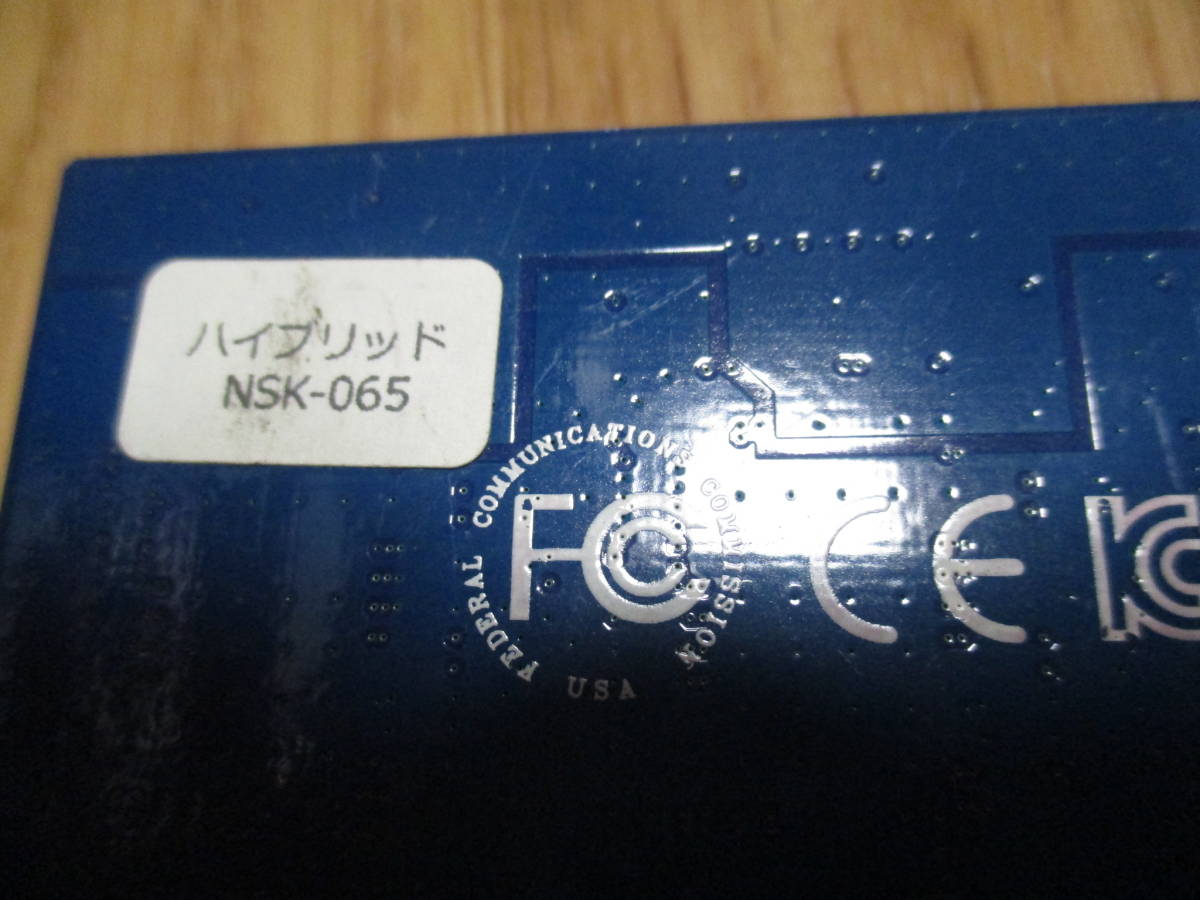 ハイブリッド
NSK-065
FEDERAL COMMUNICATIONS COMMISSION
USA
FC
CE